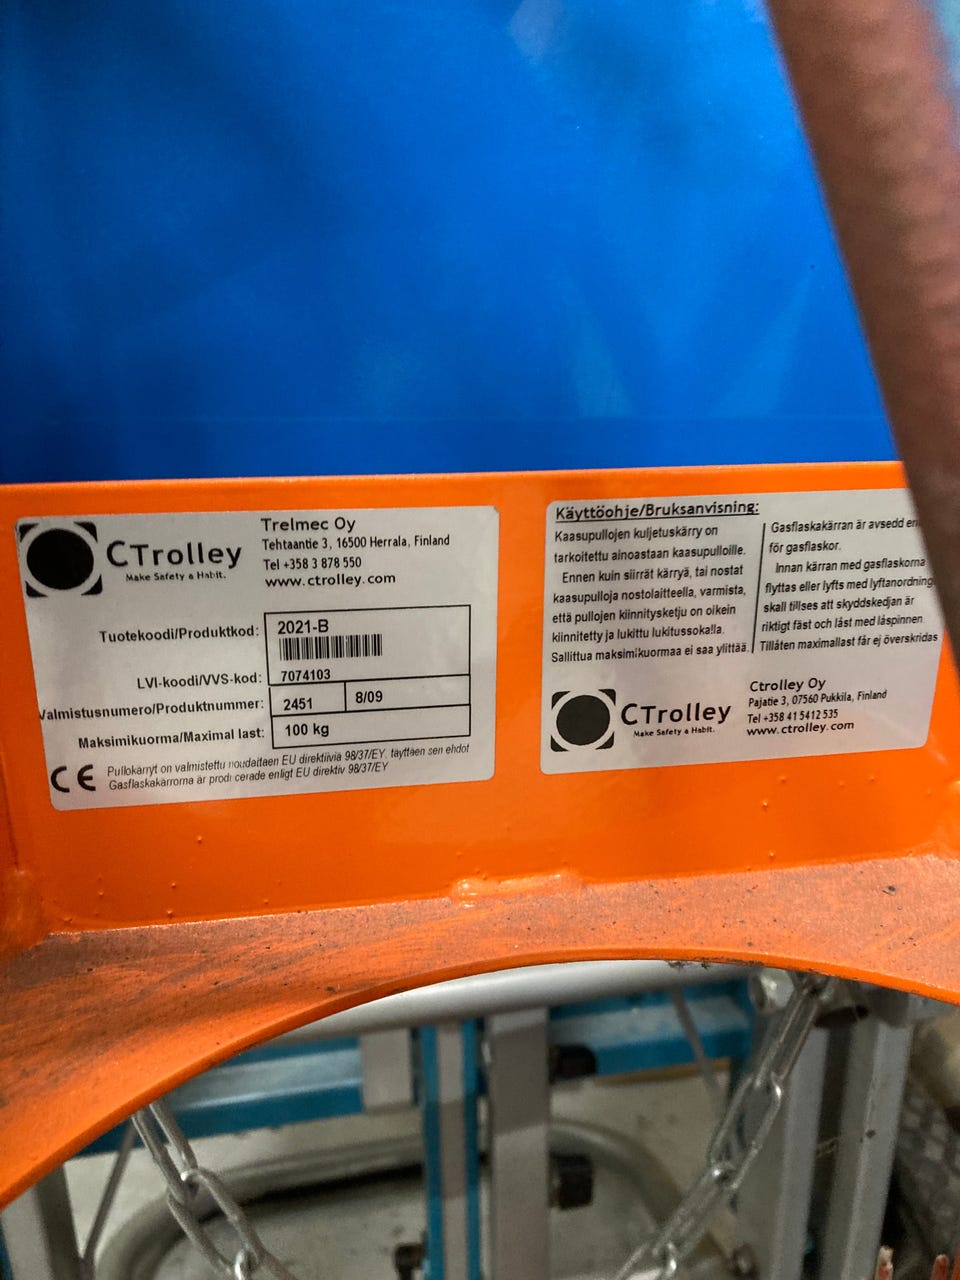 CTrolley
Make Safety a Habit.
Trelmec Oy
Tehtaantie 3, 16500 Herrala, Finland
Tel +358 3 878 550
www.ctrolley.com
Tuotekoodi/Produktkod: 2021-B
LVI-koodi/VVS-kod: 7074103
Valmistusnumero/Produktnummer: 2451 8/09
Maksimikuorma/Maximal last: 100 kg
CE
Pullokärryt on valmistettu noudattaen EU direktiiviä 98/37/EY, täyttäen sen ehdot
Gasflaskakärrorna är producerade enligt EU direktiv 98/37/EY
Käyttöohje/Bruksanvisning:
Kaasupullojen kuljetuskärry on
tarkoitettu ainoastaan kaasupulloille.
Ennen kuin siirrät kärryä, tai nostat
kaasupulloja nostolaitteella, varmista,
että pullojen kiinnitysketju on oikein
kiinnitetty ja lukittu lukitussokalla.
Sallittua maksimikuormaa ei saa ylittää.
Gasflaskakärran är avsedd en
för gasflaskor.
Innan kärran med gasflaskorna
flyttas eller lyfts med lyftanordning
skall tillses att skyddskedjan är
riktigt fäst och låst med låspinnen.
Tillåten maximallast får ej överskridas
CTrolley
Make Safety a Habit.
Ctrolley Oy
Pajatie 3, 07560 Pukkila, Finland
Tel +358 41 5412 535
www.ctrolley.com